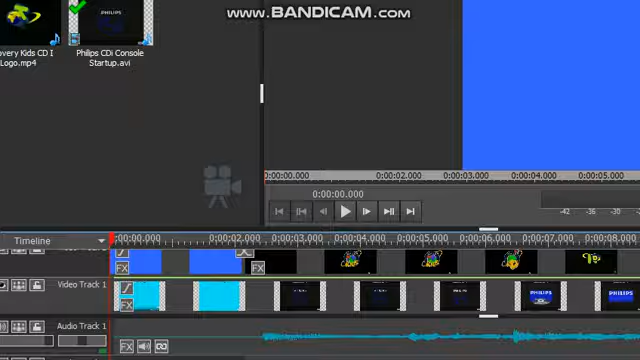 www.BANDICAM.com
overy Kids CD I
Logo.mp4
PHILIPS
Philips CDi Console
Startup.avi
0:00:00.000
0:00:02.000
0:00:03.000
0:00:04.000
0:00:05.000
0:00:00.000
-42 -36 -30
Timeline
0:00:00.000
0:00:02.000
0:00:03.000
0:00:04.000
0:00:05.000
0:00:06.000
0:00:07.000
0:00:08.000
FX
FX
Video Track 1
FX
PHILIPS
PHILIPS
Audio Track 1
FX